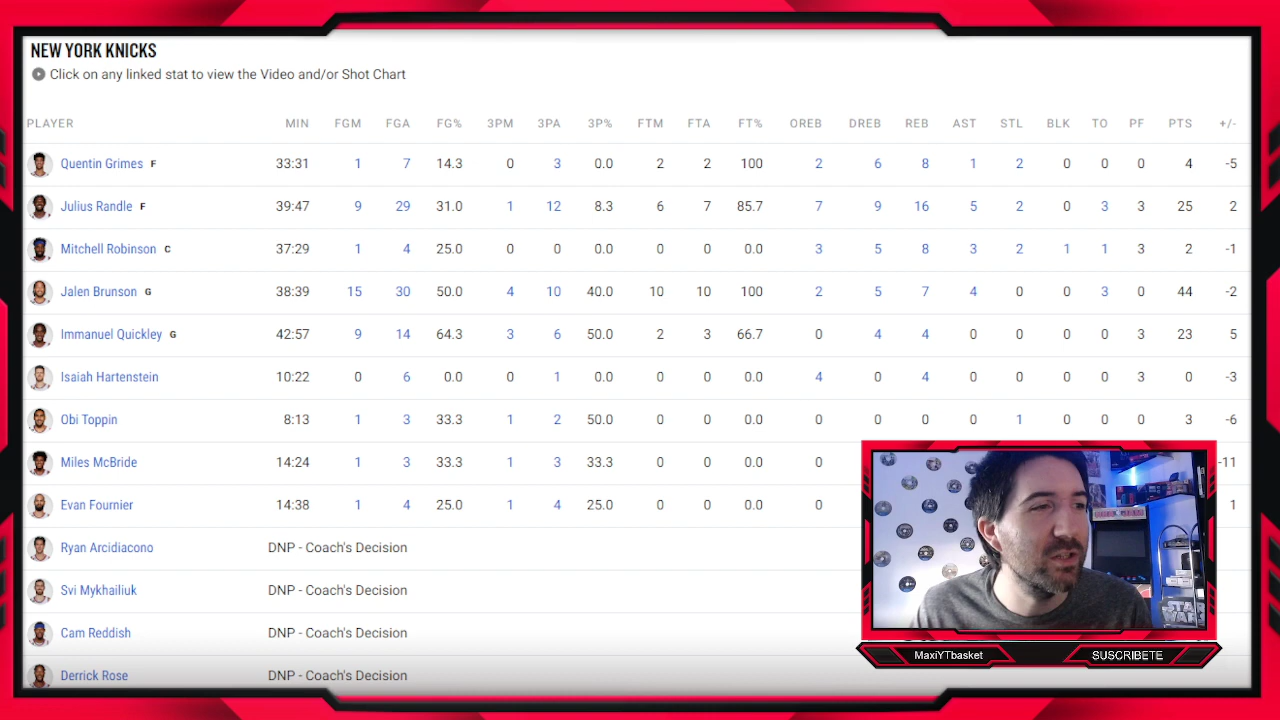 NEW YORK KNICKS
Click on any linked stat to view the Video and/or Shot Chart
PLAYER MIN FGM FGA FG% 3PM 3PA 3P% FTM FTA FT% OREB DREB REB AST STL BLK TO PF PTS +/-
Quentin Grimes F 33:31 1 7 14.3 0 3 0.0 2 2 100 2 6 8 1 2 0 0 0 4 -5
Julius Randle F 39:47 9 29 31.0 1 12 8.3 6 7 85.7 7 9 16 5 2 0 3 3 25 2
Mitchell Robinson C 37:29 1 4 25.0 0 0 0.0 0 0 0.0 3 5 8 3 2 1 1 3 2 -1
Jalen Brunson G 38:39 15 30 50.0 4 10 40.0 10 10 100 2 5 7 4 0 0 3 0 44 -2
Immanuel Quickley G 42:57 9 14 64.3 3 6 50.0 2 3 66.7 0 4 4 0 0 0 0 3 23 5
Isaiah Hartenstein 10:22 0 6 0.0 0 1 0.0 0 0 0.0 4 0 4 0 0 0 0 3 0 -3
Obi Toppin 8:13 1 3 33.3 1 2 50.0 0 0 0.0 0 0 0 0 1 0 0 0 3 -6
Miles McBride 14:24 1 3 33.3 1 3 33.3 0 0 0.0 0 -11
Evan Fournier 14:38 1 4 25.0 1 4 25.0 0 0 0.0 0 1
Ryan Arcidiacono DNP - Coach's Decision
Svi Mykhailiuk DNP - Coach's Decision
Cam Reddish DNP - Coach's Decision
Derrick Rose DNP - Coach's Decision
STAR
WARS
MaxiYTbasket SUSCRIBETE